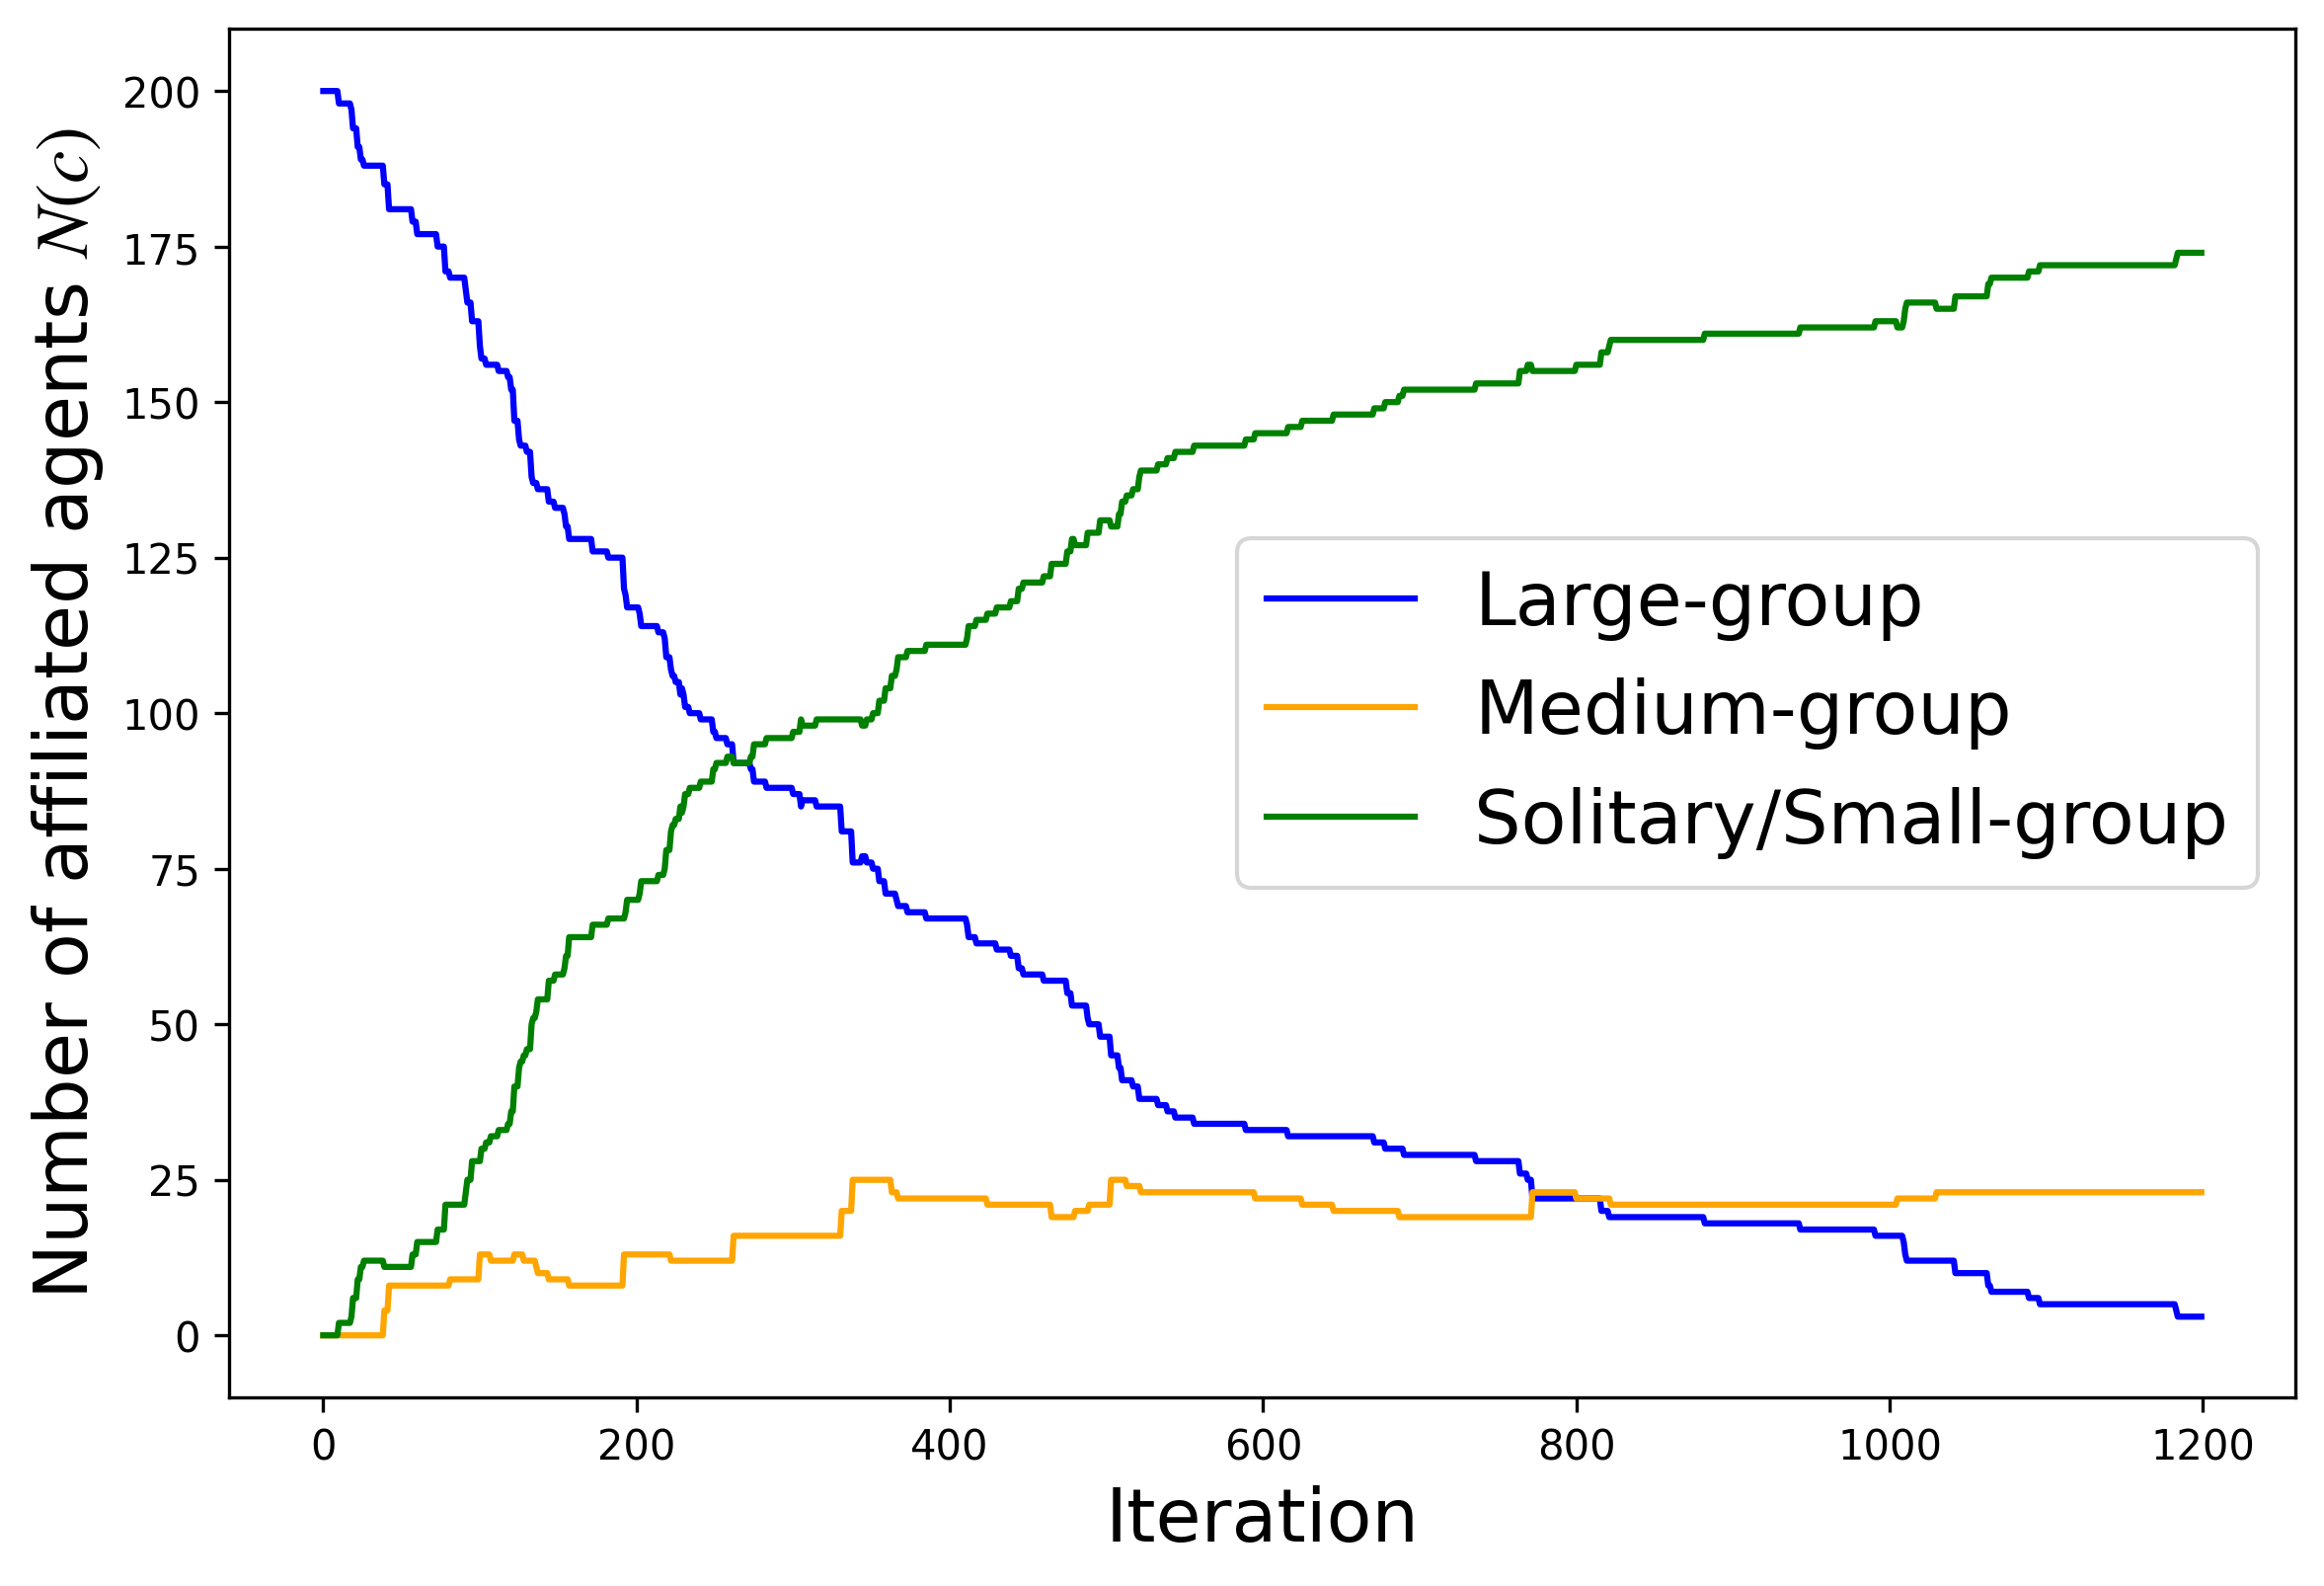 Number of affiliated agents N(c)
200
175
150
125
100
75
50
25
0
Large-group
Medium-group
Solitary/Small-group
0 200 400 600 800 1000 1200
Iteration